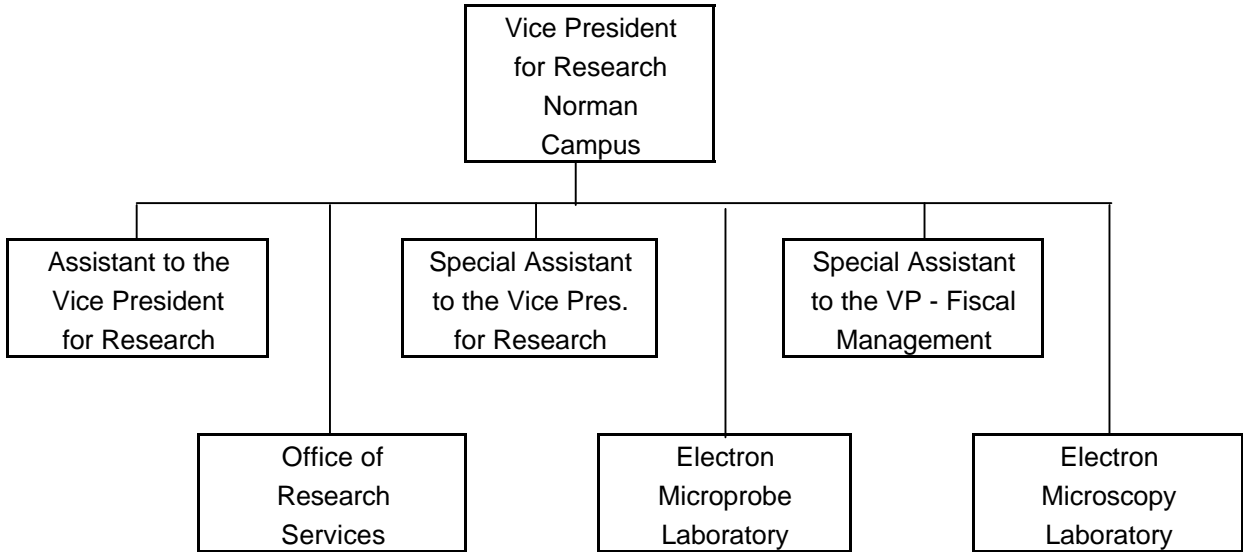 Vice President
for Research
Norman
Campus
Assistant to the
Vice President
for Research
Special Assistant
to the Vice Pres.
for Research
Special Assistant
to the VP - Fiscal
Management
Office of
Research
Services
Electron
Microprobe
Laboratory
Electron
Microscopy
Laboratory